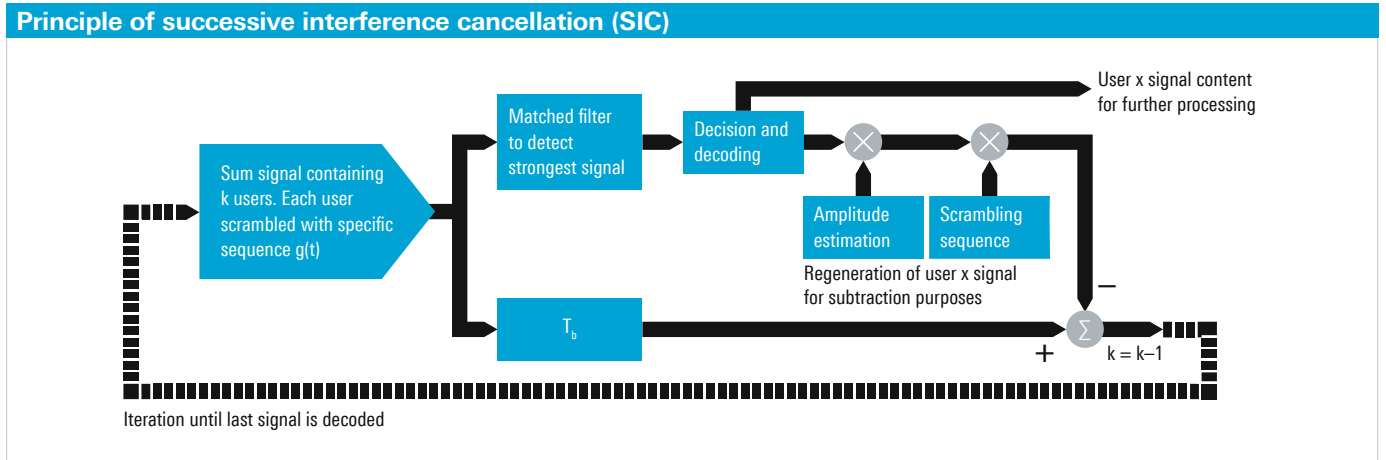 Principle of successive interference cancellation (SIC)
User x signal content
for further processing
Matched filter
to detect
strongest signal
Decision and
decoding
Sum signal containing
k users. Each user
scrambled with specific
sequence g(t)
Amplitude
estimation
Scrambling
sequence
Regeneration of user x signal
for subtraction purposes
–
T_b
Σ
+
k = k–1
Iteration until last signal is decoded